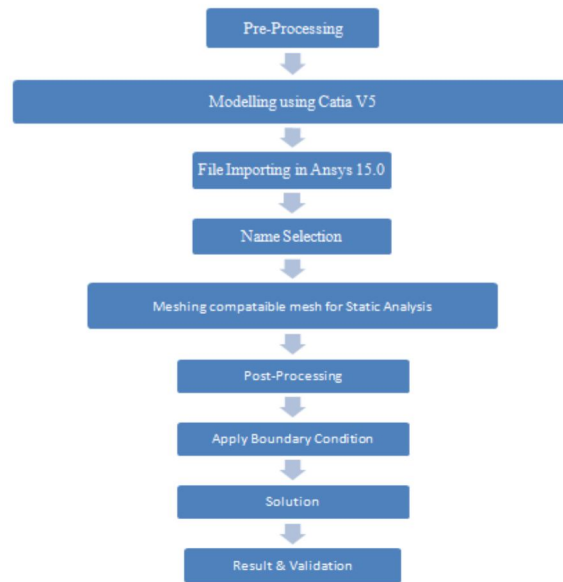 Pre-Processing
Modelling using Catia V5
File Importing in Ansys 15.0
Name Selection
Meshing compataible mesh for Static Analysis
Post-Processing
Apply Boundary Condition
Solution
Result & Validation